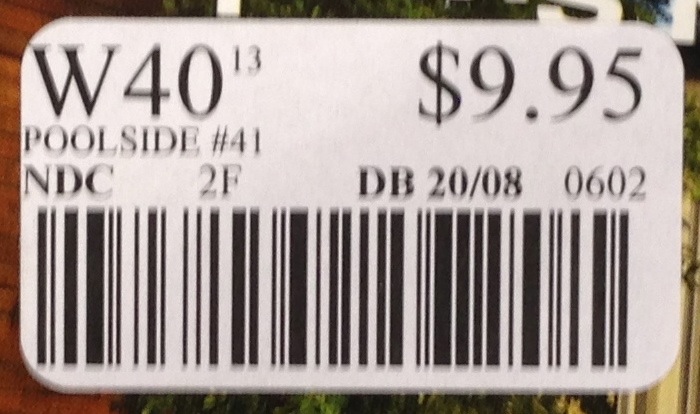 W40 13 $9.95
POOLSIDE #41
NDC 2F DB 20/08 0602